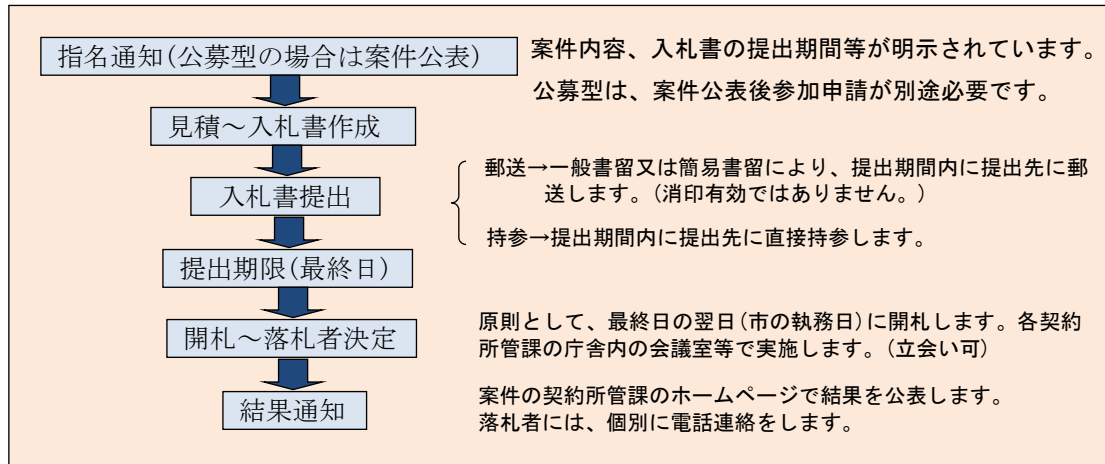 指名通知(公募型の場合は案件公表)
案件内容、入札書の提出期間等が明示されています。
公募型は、案件公表後参加申請が別途必要です。
見積～入札書作成
入札書提出
郵送→一般書留又は簡易書留により、提出期間内に提出先に郵
送します。(消印有効ではありません。)
持参→提出期間内に提出先に直接持参します。
提出期限(最終日)
開札～落札者決定
原則として、最終日の翌日(市の執務日)に開札します。各契約
所管課の庁舎内の会議室等で実施します。(立会い可)
結果通知
案件の契約所管課のホームページで結果を公表します。
落札者には、個別に電話連絡をします。